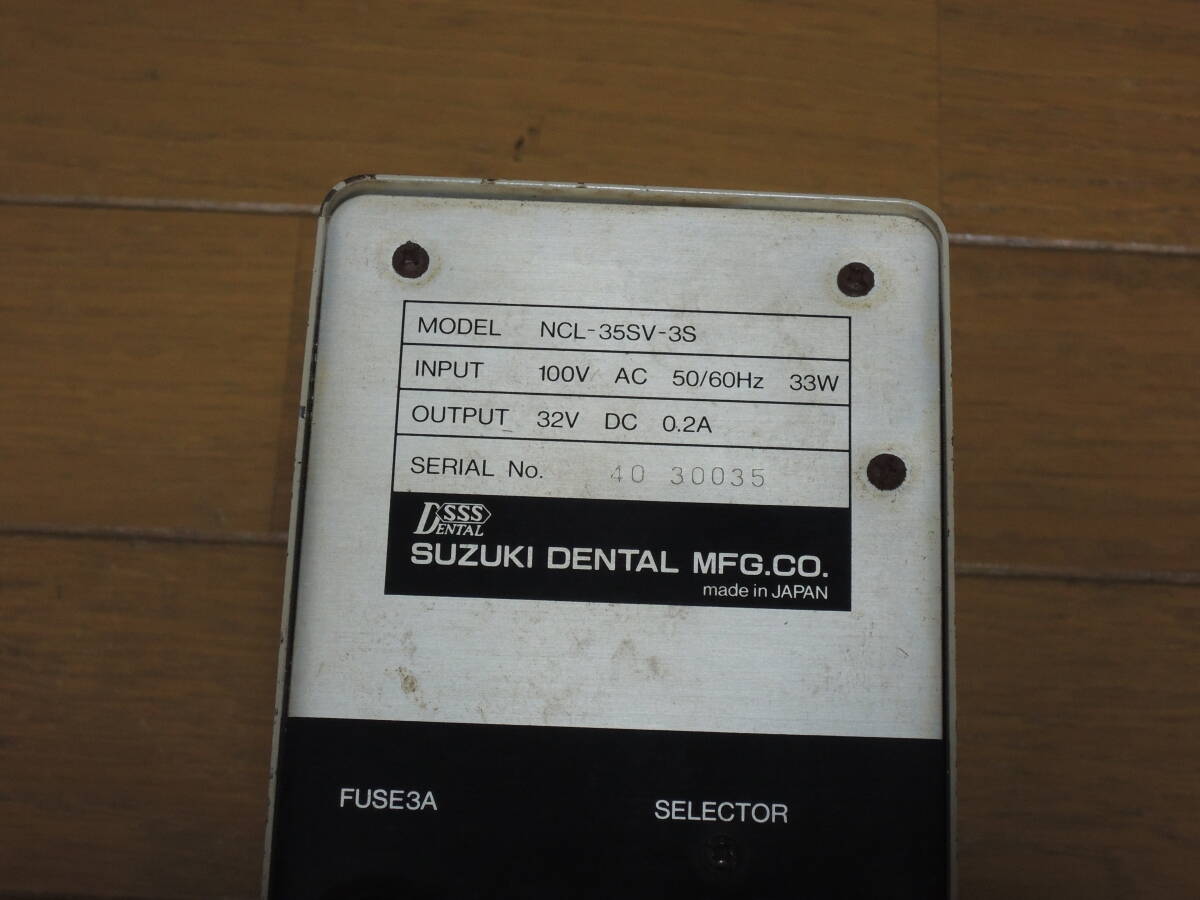 MODEL NCL-35SV-3S
INPUT 100V AC 50/60Hz 33W
OUTPUT 32V DC 0.2A
SERIAL No. 40 30035
SSS
DENTAL
SUZUKI DENTAL MFG.CO.
made in JAPAN
FUSE3A
SELECTOR